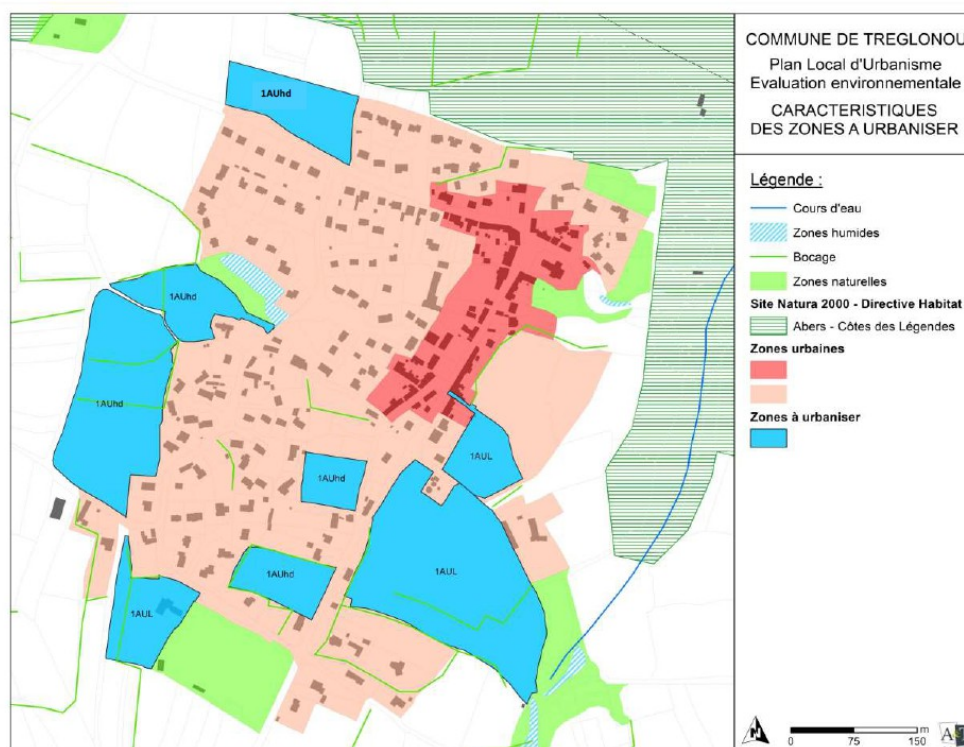 COMMUNE DE TREGLONOU
Plan Local d'Urbanisme
Evaluation environnementale
CARACTERISTIQUES
DES ZONES A URBANISER
Légende :
Cours d'eau
Zones humides
Bocage
Zones naturelles
Site Natura 2000 - Directive Habitat
Abers - Côtes des Légendes
Zones urbaines
Zones à urbaniser
1AUhd
1AUhd
1AUhd
1AUL
1AUhd
1AUL
1AUhd
1AUL
m
0 75 150